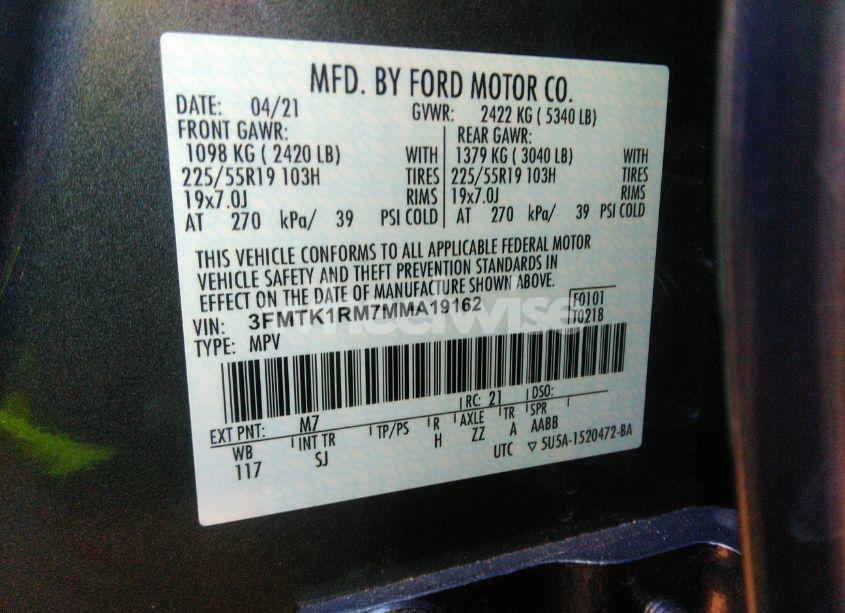 MFD. BY FORD MOTOR CO.
DATE: 04/21 GVWR: 2422 KG ( 5340 LB)
FRONT GAWR: REAR GAWR:
1098 KG ( 2420 LB) WITH 1379 KG ( 3040 LB) WITH
225/55R19 103H TIRES 225/55R19 103H TIRES
19x7.0J RIMS 19x7.0J RIMS
AT 270 kPa/ 39 PSI COLD AT 270 kPa/ 39 PSI COLD
THIS VEHICLE CONFORMS TO ALL APPLICABLE FEDERAL MOTOR
VEHICLE SAFETY AND THEFT PREVENTION STANDARDS IN
EFFECT ON THE DATE OF MANUFACTURE SHOWN ABOVE.
VIN: 3FMTK1RM7MMA19162 F0101
TYPE: MPV T0218
wheelwise
EXT PNT: M7 RC: 21 DSO:
WB INT TR TP/PS R AXLE TR SPR
117 SJ H ZZ A AABB
UTC ▽ 5U5A-1520472-BA